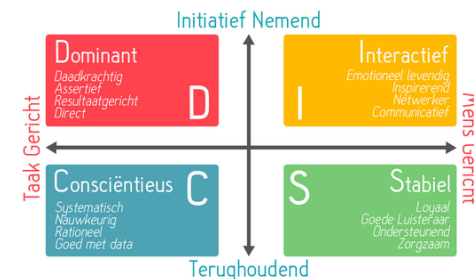 Initiatief Nemend
Dominant
Daadkrachtig
Assertief
Resultaatgericht
Direct
D
Interactief
Emotioneel levendig
Inspirerend
Netwerker
Communicatief
I
Taak Gericht
Mens Gericht
Consciëntieus
Systematisch
Nauwkeurig
Rationeel
Goed met data
C
Stabiel
Loyaal
Goede Luisteraar
Ondersteunend
Zorgzaam
S
Terughoudend